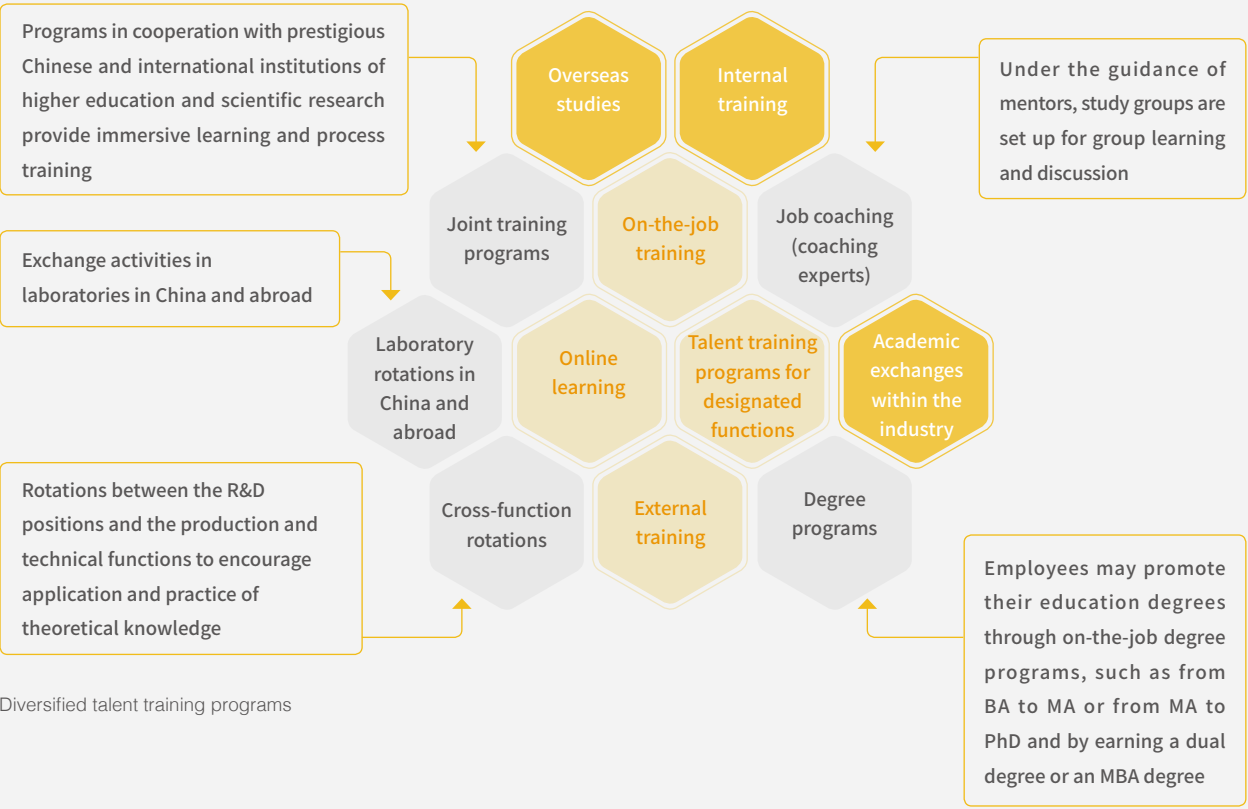 Programs in cooperation with prestigious
Chinese and international institutions of
higher education and scientific research
provide immersive learning and process
training
Overseas
studies
Internal
training
Under the guidance of
mentors, study groups are
set up for group learning
and discussion
Joint training
programs
On-the-job
training
Job coaching
(coaching
experts)
Exchange activities in
laboratories in China and abroad
Laboratory
rotations in
China and
abroad
Online
learning
Talent training
programs for
designated
functions
Academic
exchanges
within the
industry
Rotations between the R&D
positions and the production and
technical functions to encourage
application and practice of
theoretical knowledge
Cross-function
rotations
External
training
Degree
programs
Employees may promote
their education degrees
through on-the-job degree
programs, such as from
BA to MA or from MA to
PhD and by earning a dual
degree or an MBA degree
Diversified talent training programs